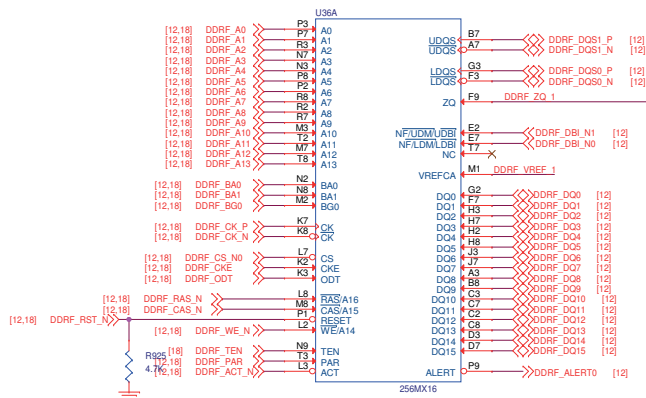 U36A
[12,18] DDRF_A0 P3 A0
[12,18] DDRF_A1 P7 A1
[12,18] DDRF_A2 R3 A2
[12,18] DDRF_A3 N7 A3
[12,18] DDRF_A4 N3 A4
[12,18] DDRF_A5 P8 A5
[12,18] DDRF_A6 P2 A6
[12,18] DDRF_A7 R8 A7
[12,18] DDRF_A8 R2 A8
[12,18] DDRF_A9 R7 A9
[12,18] DDRF_A10 M3 A10
[12,18] DDRF_A11 T2 A11
[12,18] DDRF_A12 M7 A12
[12,18] DDRF_A13 T8 A13
[12,18] DDRF_BA0 N2 BA0
[12,18] DDRF_BA1 N8 BA1
[12,18] DDRF_BG0 M2 BG0
[12,18] DDRF_CK_P K7 CK
[12,18] DDRF_CK_N K8 CK
[12,18] DDRF_CS_N0 L7 CS
[12,18] DDRF_CKE K2 CKE
[12,18] DDRF_ODT K3 ODT
[12,18] DDRF_RAS_N L8 RAS/A16
[12,18] DDRF_CAS_N M8 CAS/A15
[12,18] DDRF_RST_N P1 RESET
[12,18] DDRF_WE_N L2 WE/A14
[18] DDRF_TEN N9 TEN
[12,18] DDRF_PAR T3 PAR
[12,18] DDRF_ACT_N L3 ACT
R925
4.7K
UDQS B7 DDRF_DQS1_P [12]
UDQS A7 DDRF_DQS1_N [12]
LDQS G3 DDRF_DQS0_P [12]
LDQS F3 DDRF_DQS0_N [12]
ZQ F9 DDRF_ZQ_1
NF/UDM/UDBI E2 DDRF_DBI_N1 [12]
NF/LDM/LDBI E7 DDRF_DBI_N0 [12]
NC T7
VREFCA M1 DDRF_VREF_1
DQ0 G2 DDRF_DQ0 [12]
DQ1 F7 DDRF_DQ1 [12]
DQ2 H3 DDRF_DQ2 [12]
DQ3 H7 DDRF_DQ3 [12]
DQ4 H2 DDRF_DQ4 [12]
DQ5 H8 DDRF_DQ5 [12]
DQ6 J3 DDRF_DQ6 [12]
DQ7 J7 DDRF_DQ7 [12]
DQ8 A3 DDRF_DQ8 [12]
DQ9 B8 DDRF_DQ9 [12]
DQ10 C3 DDRF_DQ10 [12]
DQ11 C7 DDRF_DQ11 [12]
DQ12 C2 DDRF_DQ12 [12]
DQ13 C8 DDRF_DQ13 [12]
DQ14 D3 DDRF_DQ14 [12]
DQ15 D7 DDRF_DQ15 [12]
ALERT P9 DDRF_ALERT0 [12]
256MX16